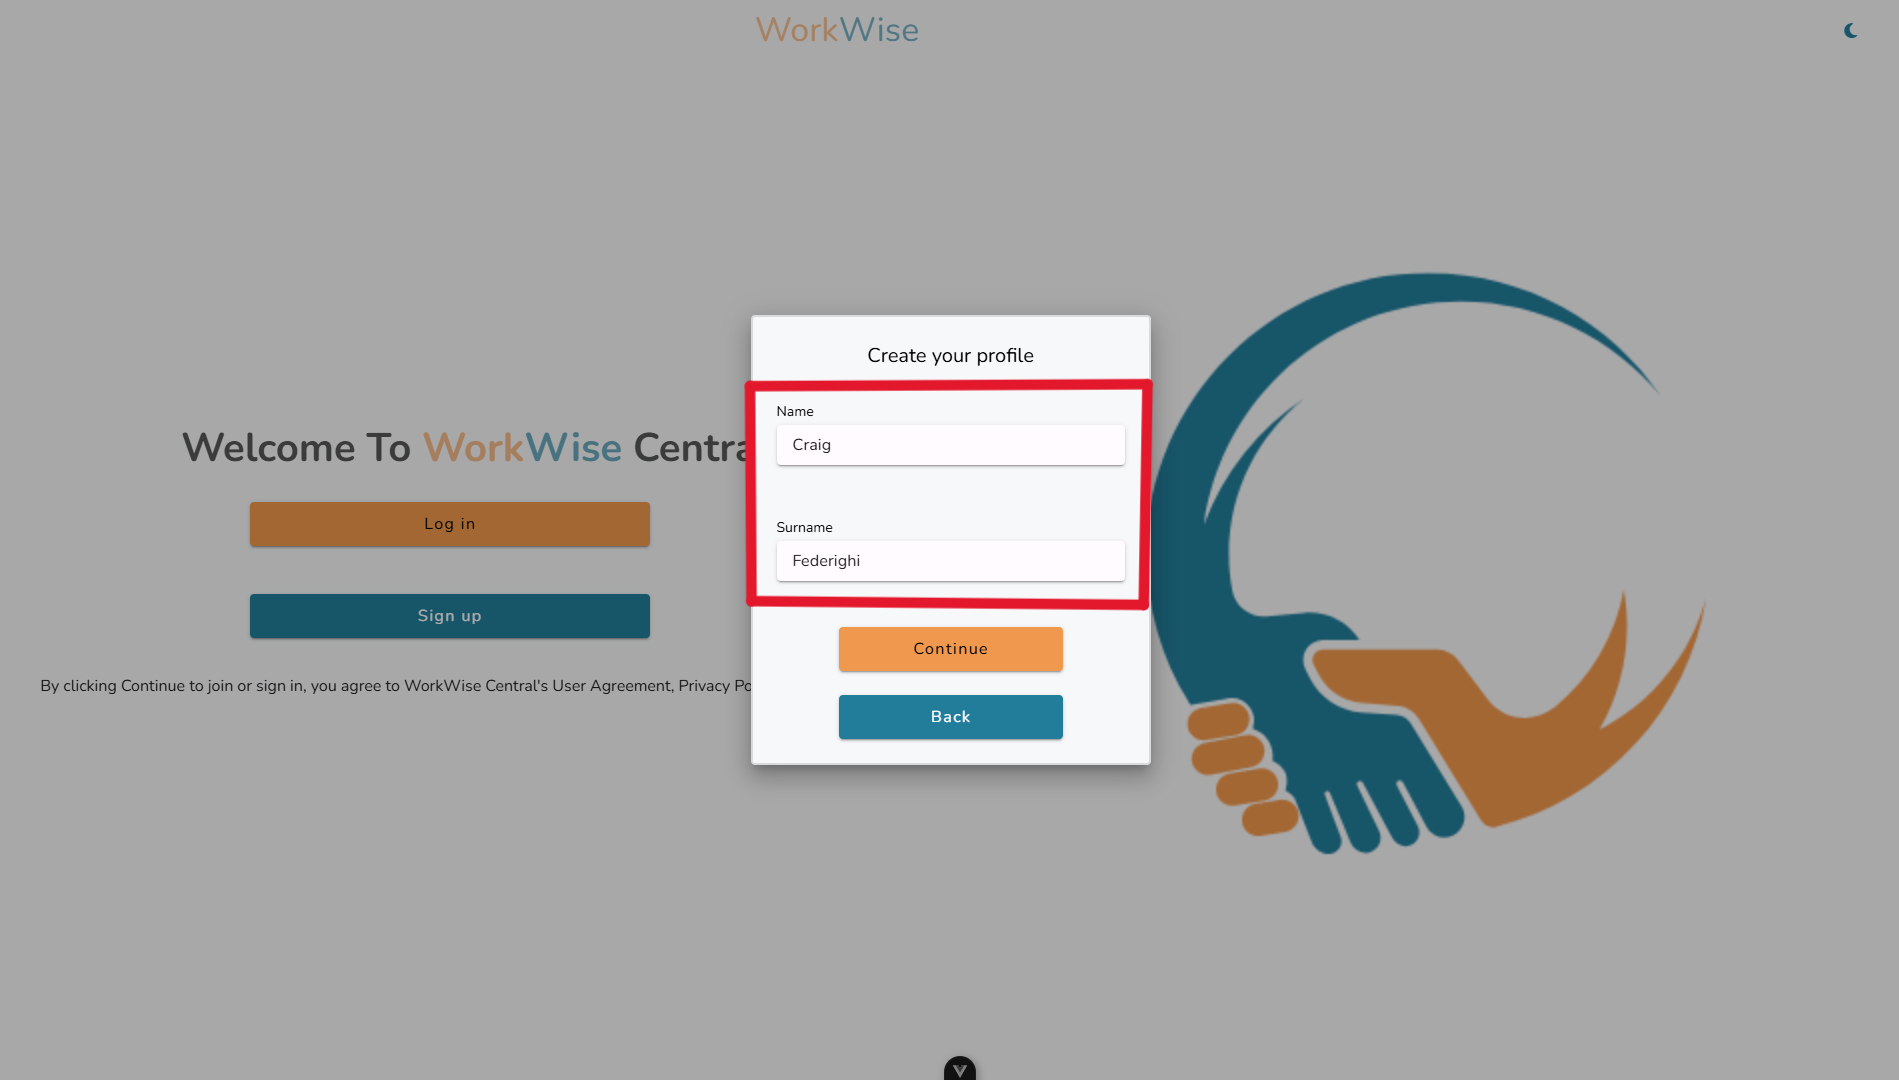 WorkWise
Create your profile
Name
Craig
Surname
Federighi
Continue
Back
Welcome To WorkWise Centra
Log in
Sign up
By clicking Continue to join or sign in, you agree to WorkWise Central's User Agreement, Privacy Po